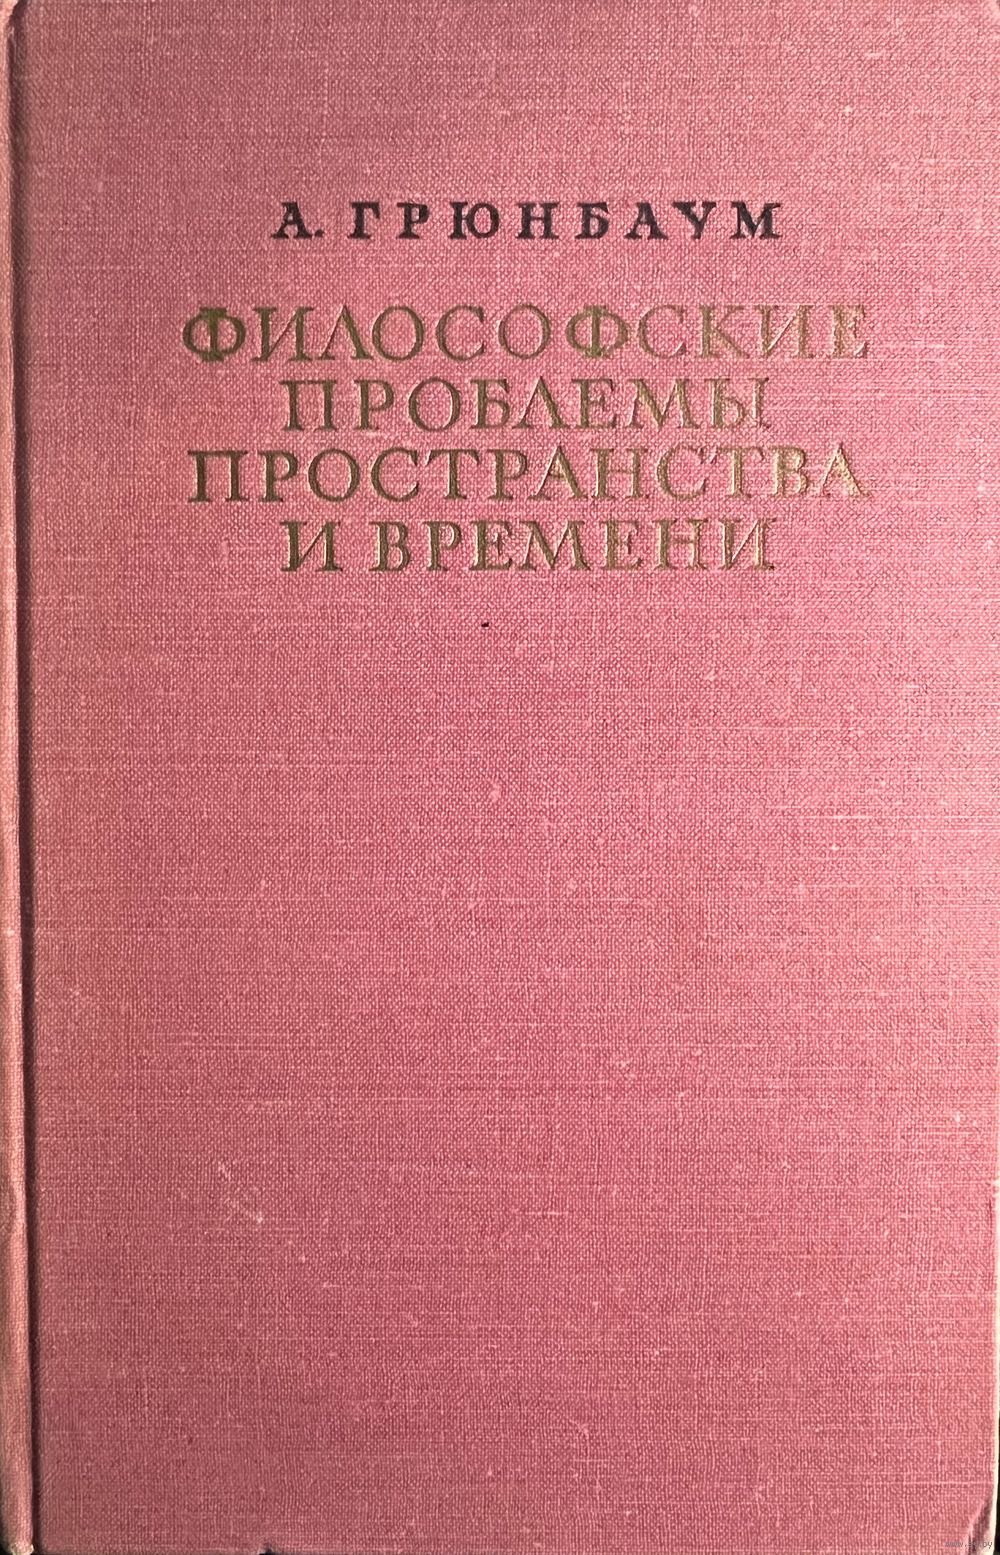 А. ГРЮНБАУМ
ФИЛОСОФСКИЕ
ПРОБЛЕМЫ
ПРОСТРАНСТВА
И ВРЕМЕНИ